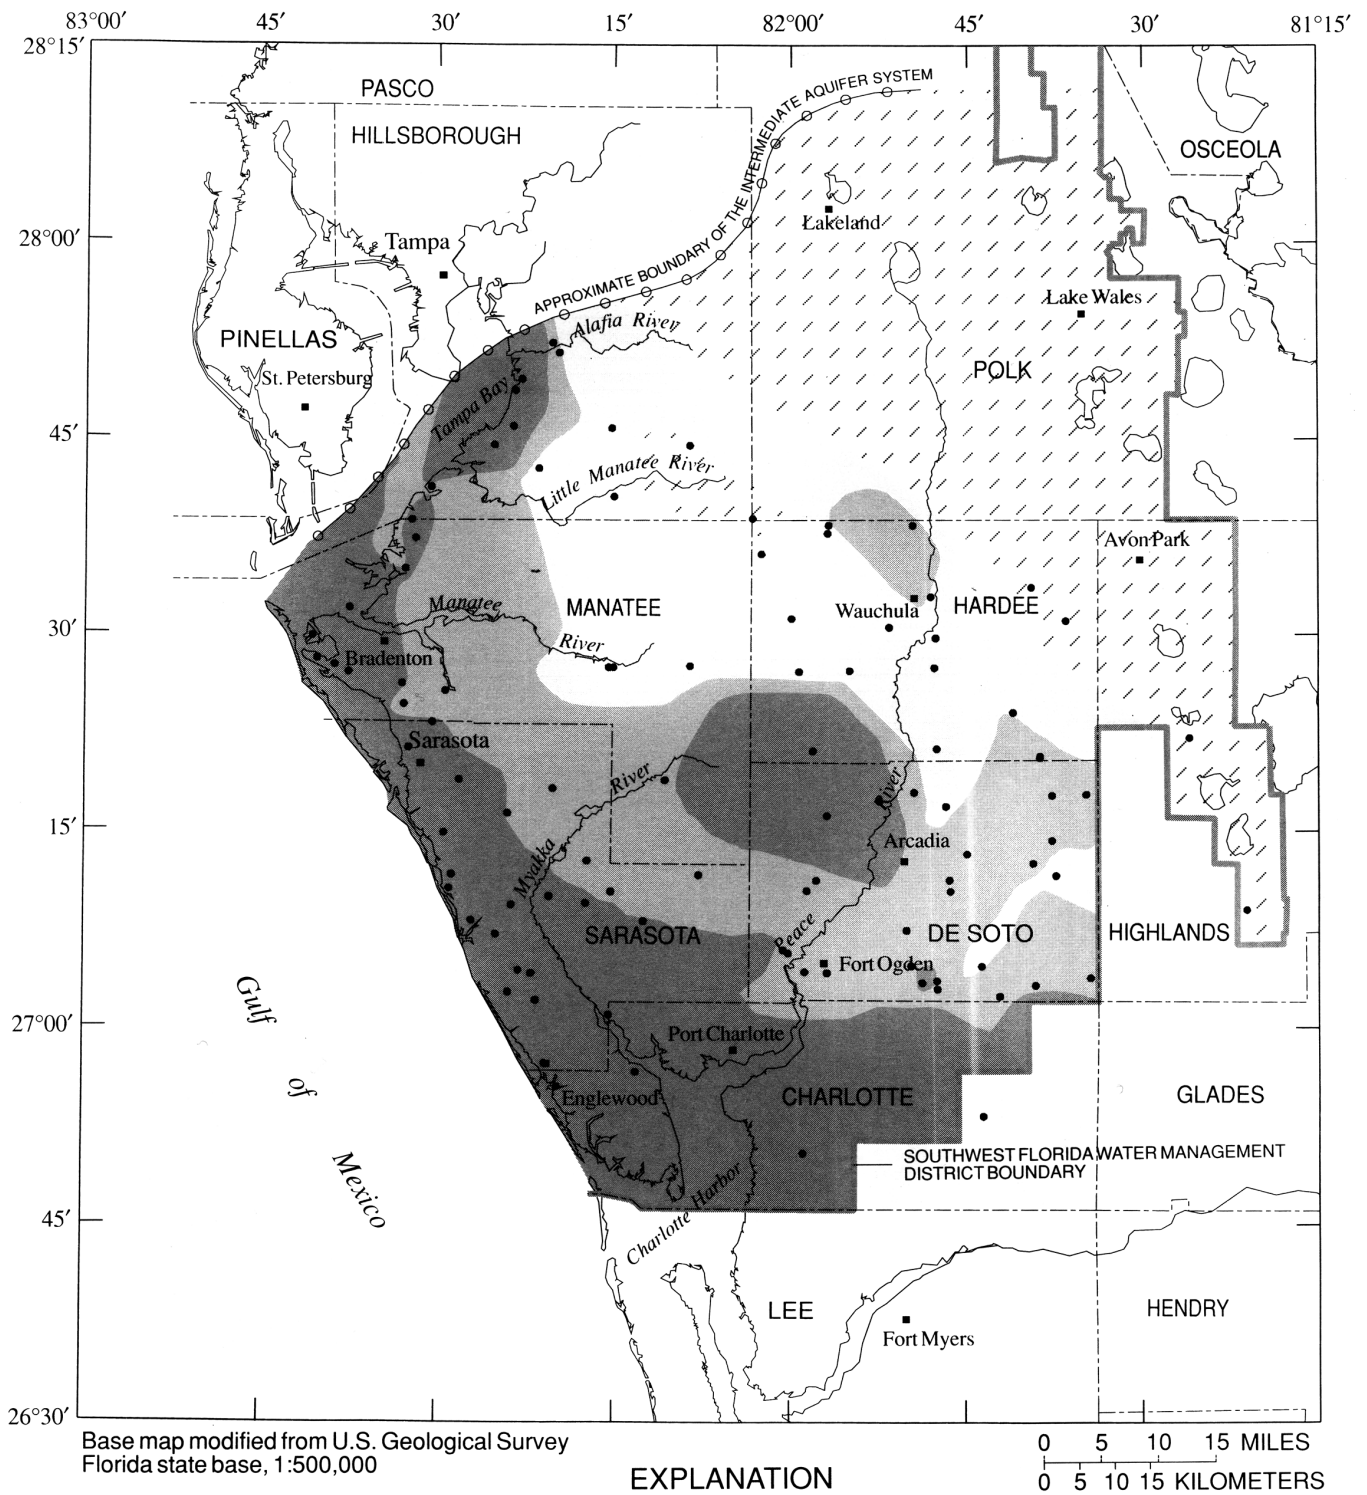 83°00′ 45′ 30′ 15′ 82°00′ 45′ 30′ 81°15′
28°15′
PASCO
HILLSBOROUGH
APPROXIMATE BOUNDARY OF THE INTERMEDIATE AQUIFER SYSTEM
OSCEOLA
Lakeland
28°00′
Tampa
Lake Wales
Alafia River
PINELLAS
St. Petersburg
POLK
Tampa Bay
45′
Little Manatee River
Avon Park
Manatee
River
MANATEE
Wauchula
HARDEE
30′
Bradenton
Sarasota
River
River
15′
Arcadia
Myakka
Peace
SARASOTA
DE SOTO
HIGHLANDS
Fort Ogden
Gulf
of
Mexico
27°00′
Port Charlotte
Englewood
CHARLOTTE
GLADES
SOUTHWEST FLORIDA WATER MANAGEMENT
DISTRICT BOUNDARY
Charlotte Harbor
45′
LEE
HENDRY
Fort Myers
26°30′
Base map modified from U.S. Geological Survey
Florida state base, 1:500,000
0 5 10 15 MILES
0 5 10 15 KILOMETERS
EXPLANATION